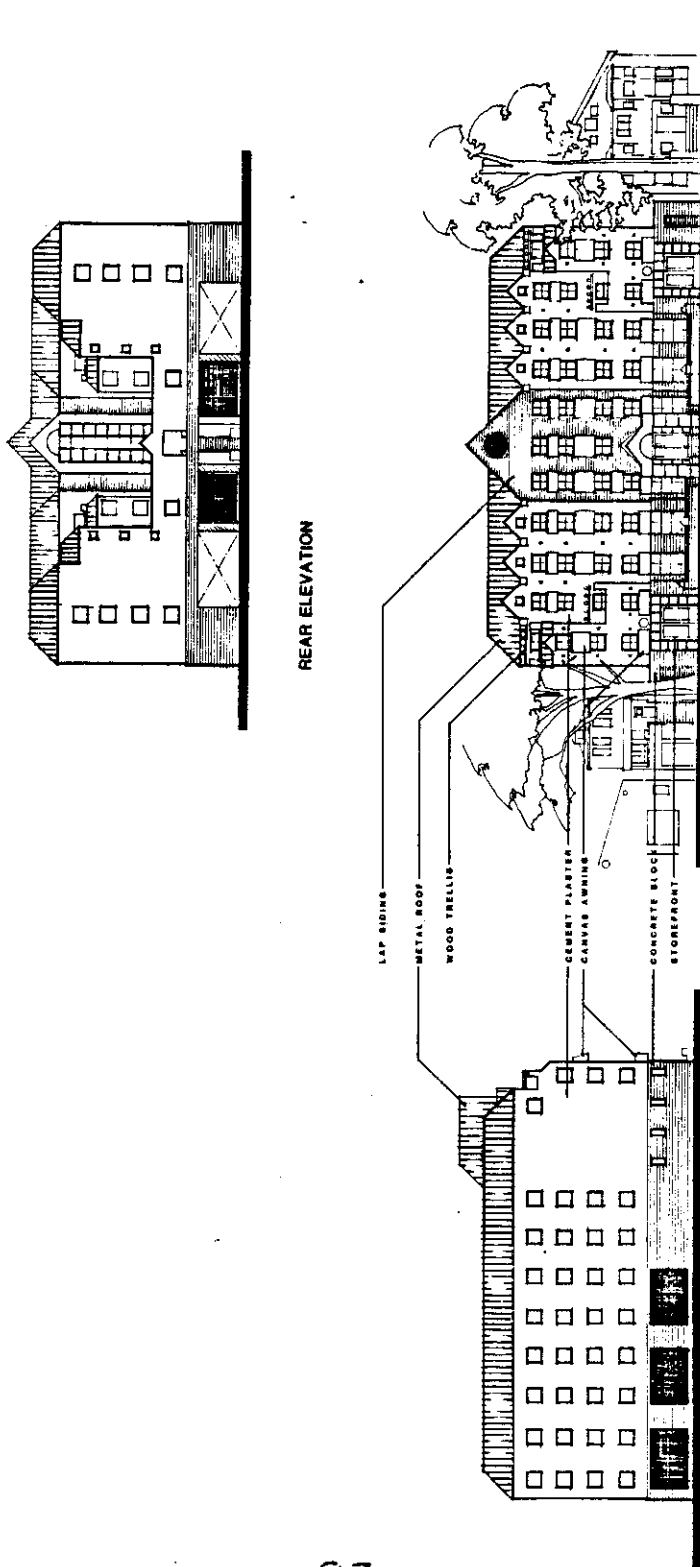 REAR ELEVATION
LAP SIDING
METAL ROOF
WOOD TRELLIS
CEMENT PLASTER
CANVAS AWNING
CONCRETE BLOCK
STOREFRONT